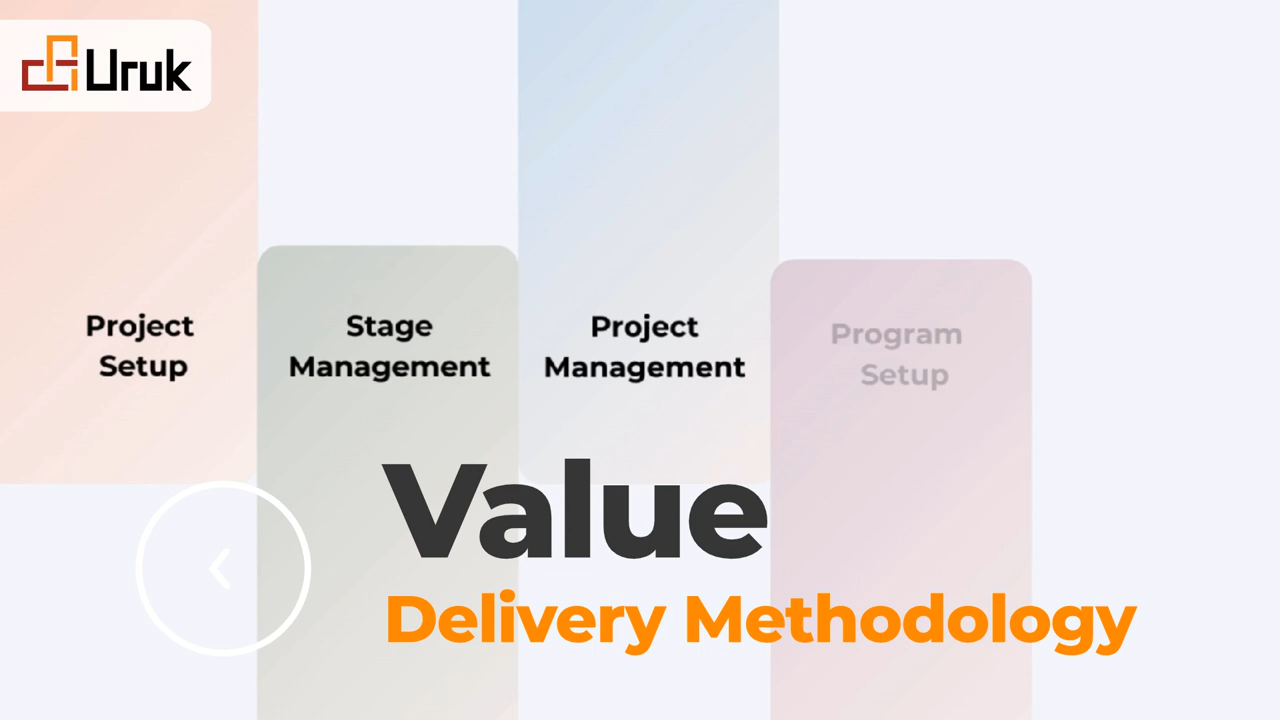 Uruk
Project
Setup
Stage
Management
Project
Management
Program
Setup
Value
Delivery Methodology